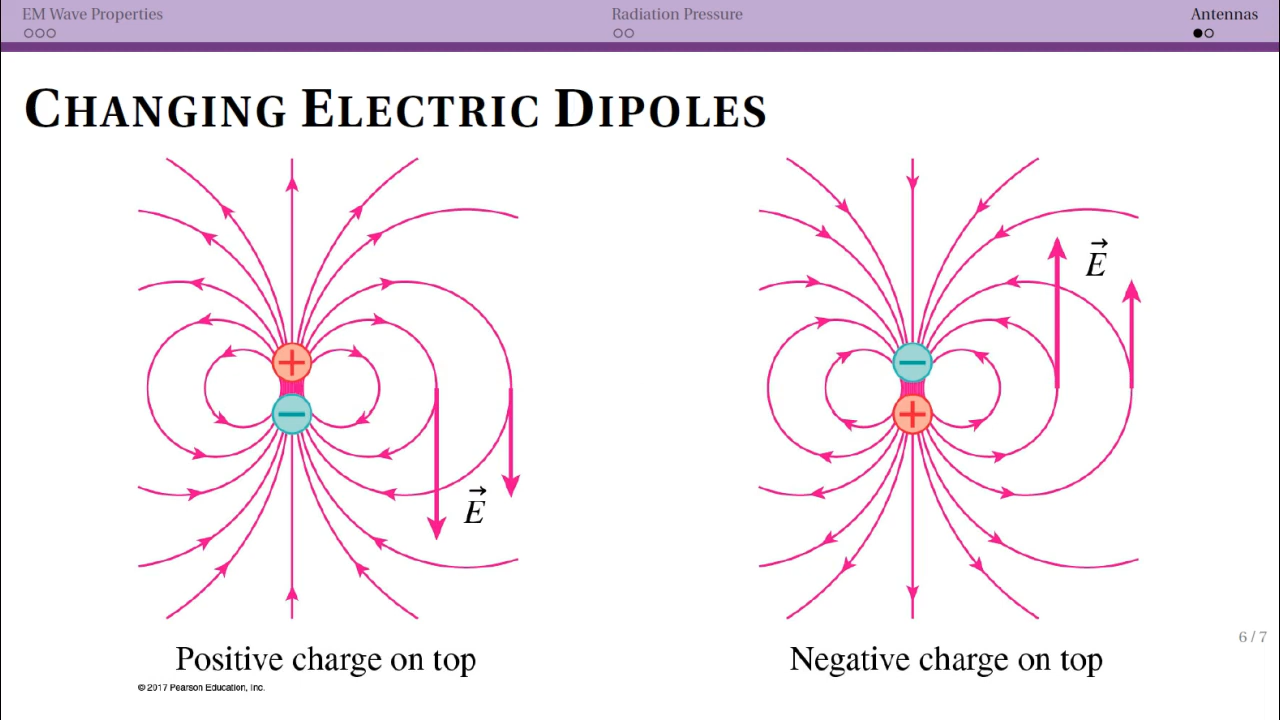 EM Wave Properties
Radiation Pressure
Antennas
CHANGING ELECTRIC DIPOLES
+
−
E
−
+
E
6 / 7
Positive charge on top
Negative charge on top
© 2017 Pearson Education, Inc.